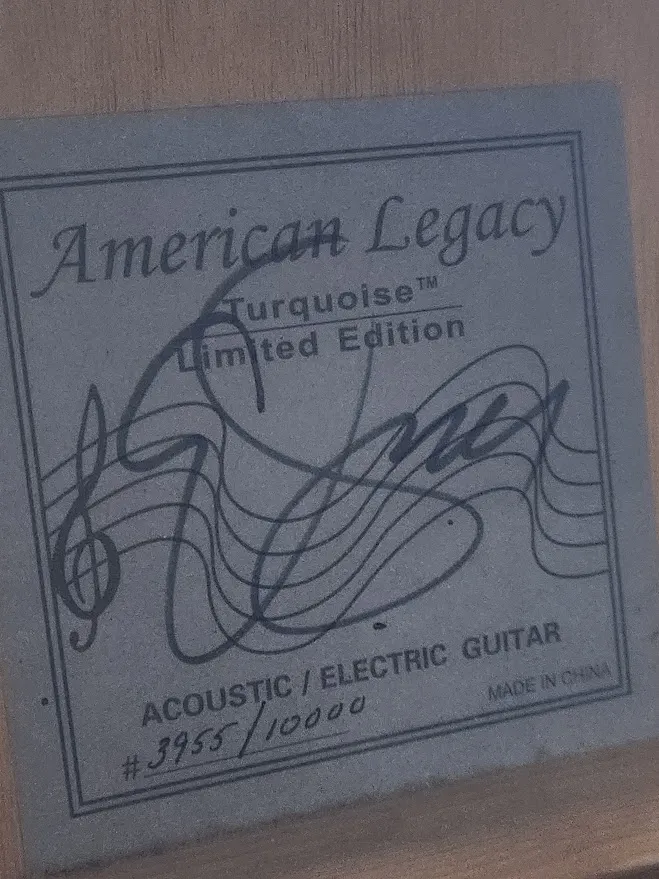 American Legacy
Turquoise™
Limited Edition
ACOUSTIC / ELECTRIC GUITAR
MADE IN CHINA
# 3955/10000